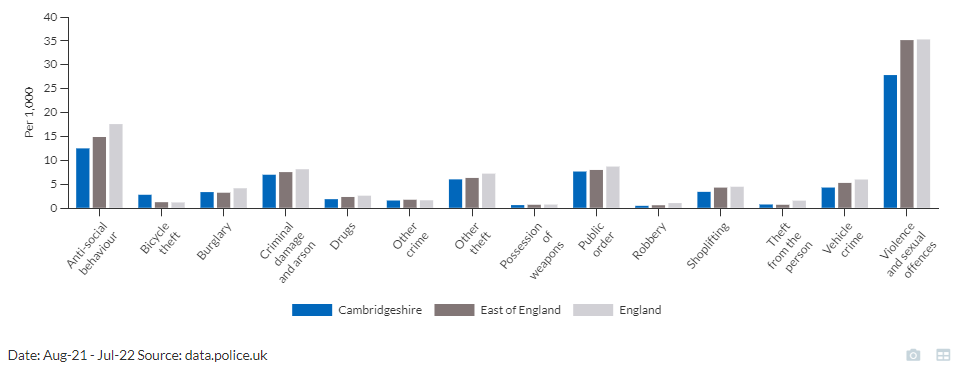 40
35
30
25
20
15
10
5
0
Per 1,000
Anti-social
behaviour
Bicycle
theft
Burglary
Criminal
damage
and arson
Drugs
Other
crime
Other
theft
Possession
of
weapons
Public
order
Robbery
Shoplifting
Theft
from the
person
Vehicle
crime
Violence
and sexual
offences
Cambridgeshire East of England England
Date: Aug-21 - Jul-22 Source: data.police.uk